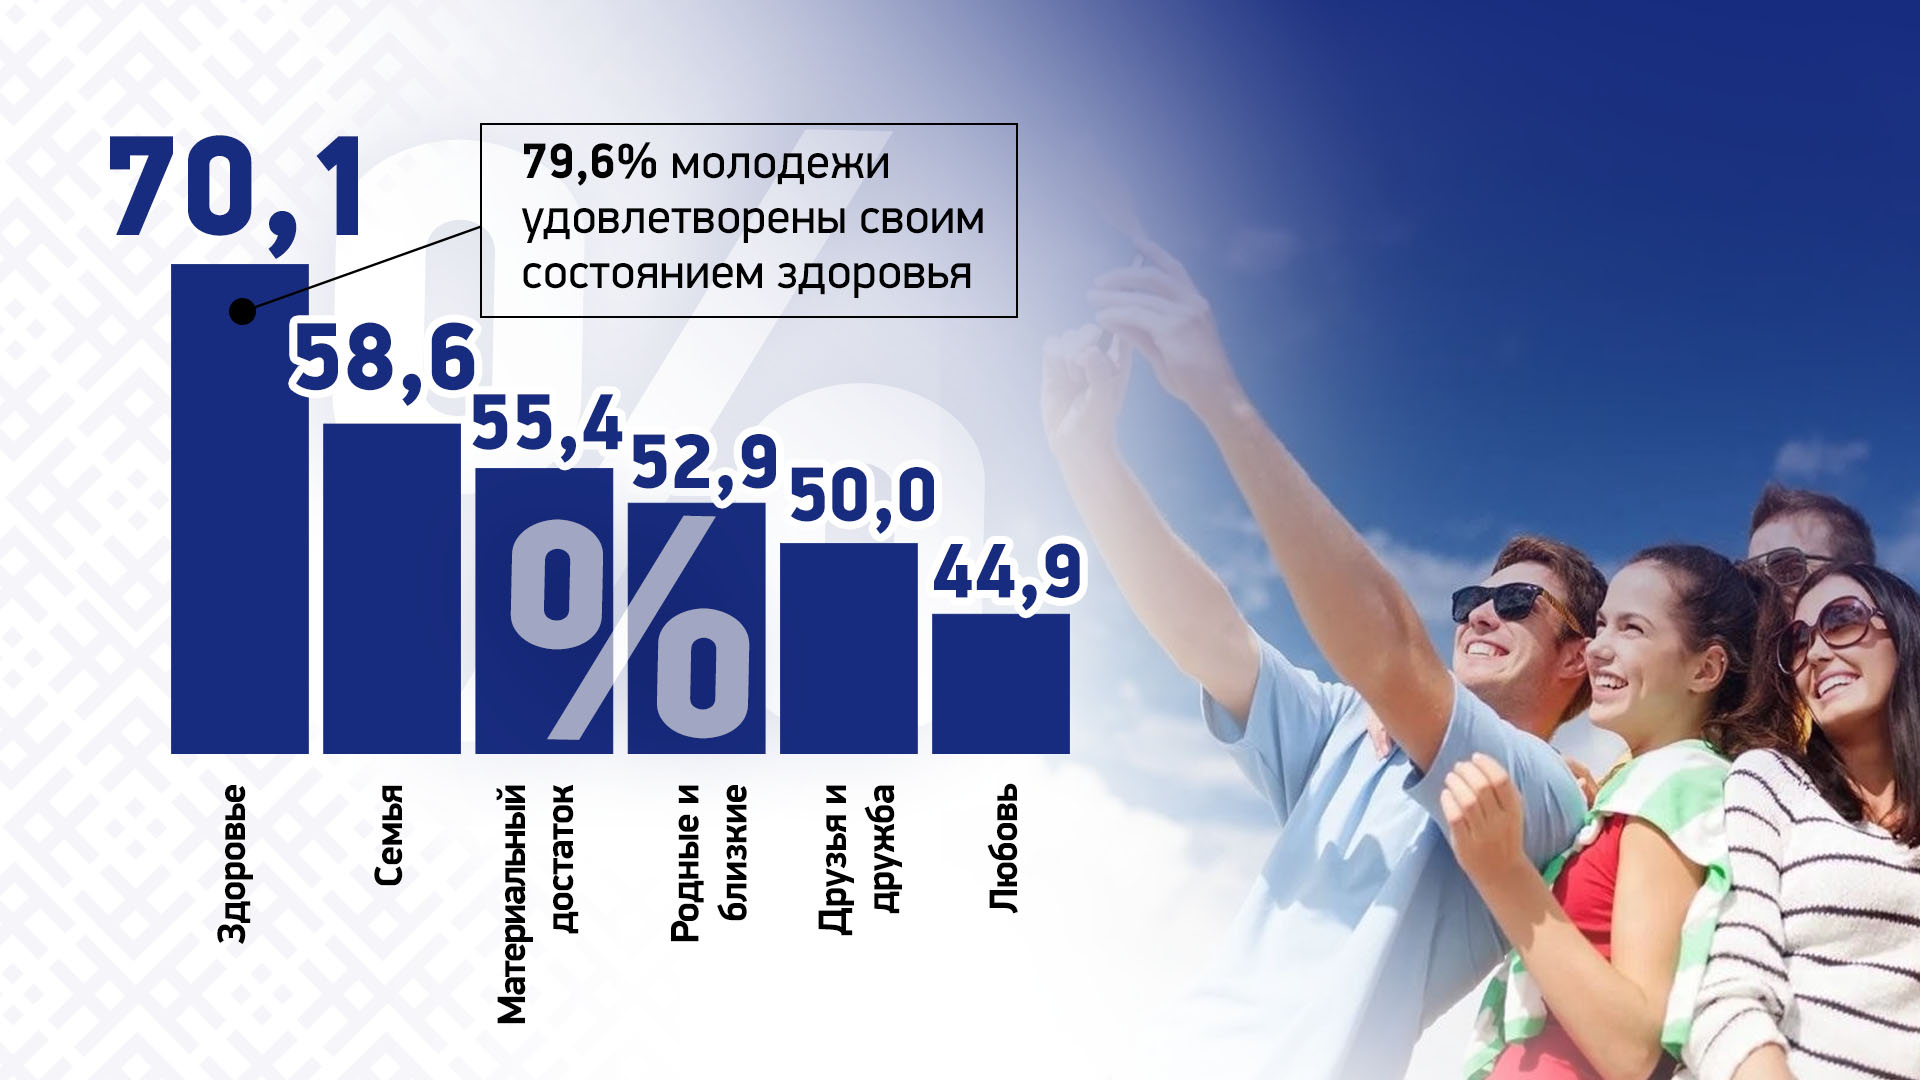 70,1
79,6% молодежи
удовлетворены своим
состоянием здоровья
58,6
55,4
52,9
50,0
44,9
%
%
Здоровье
Семья
Материальный
достаток
Родные и
близкие
Друзья и
дружба
Любовь